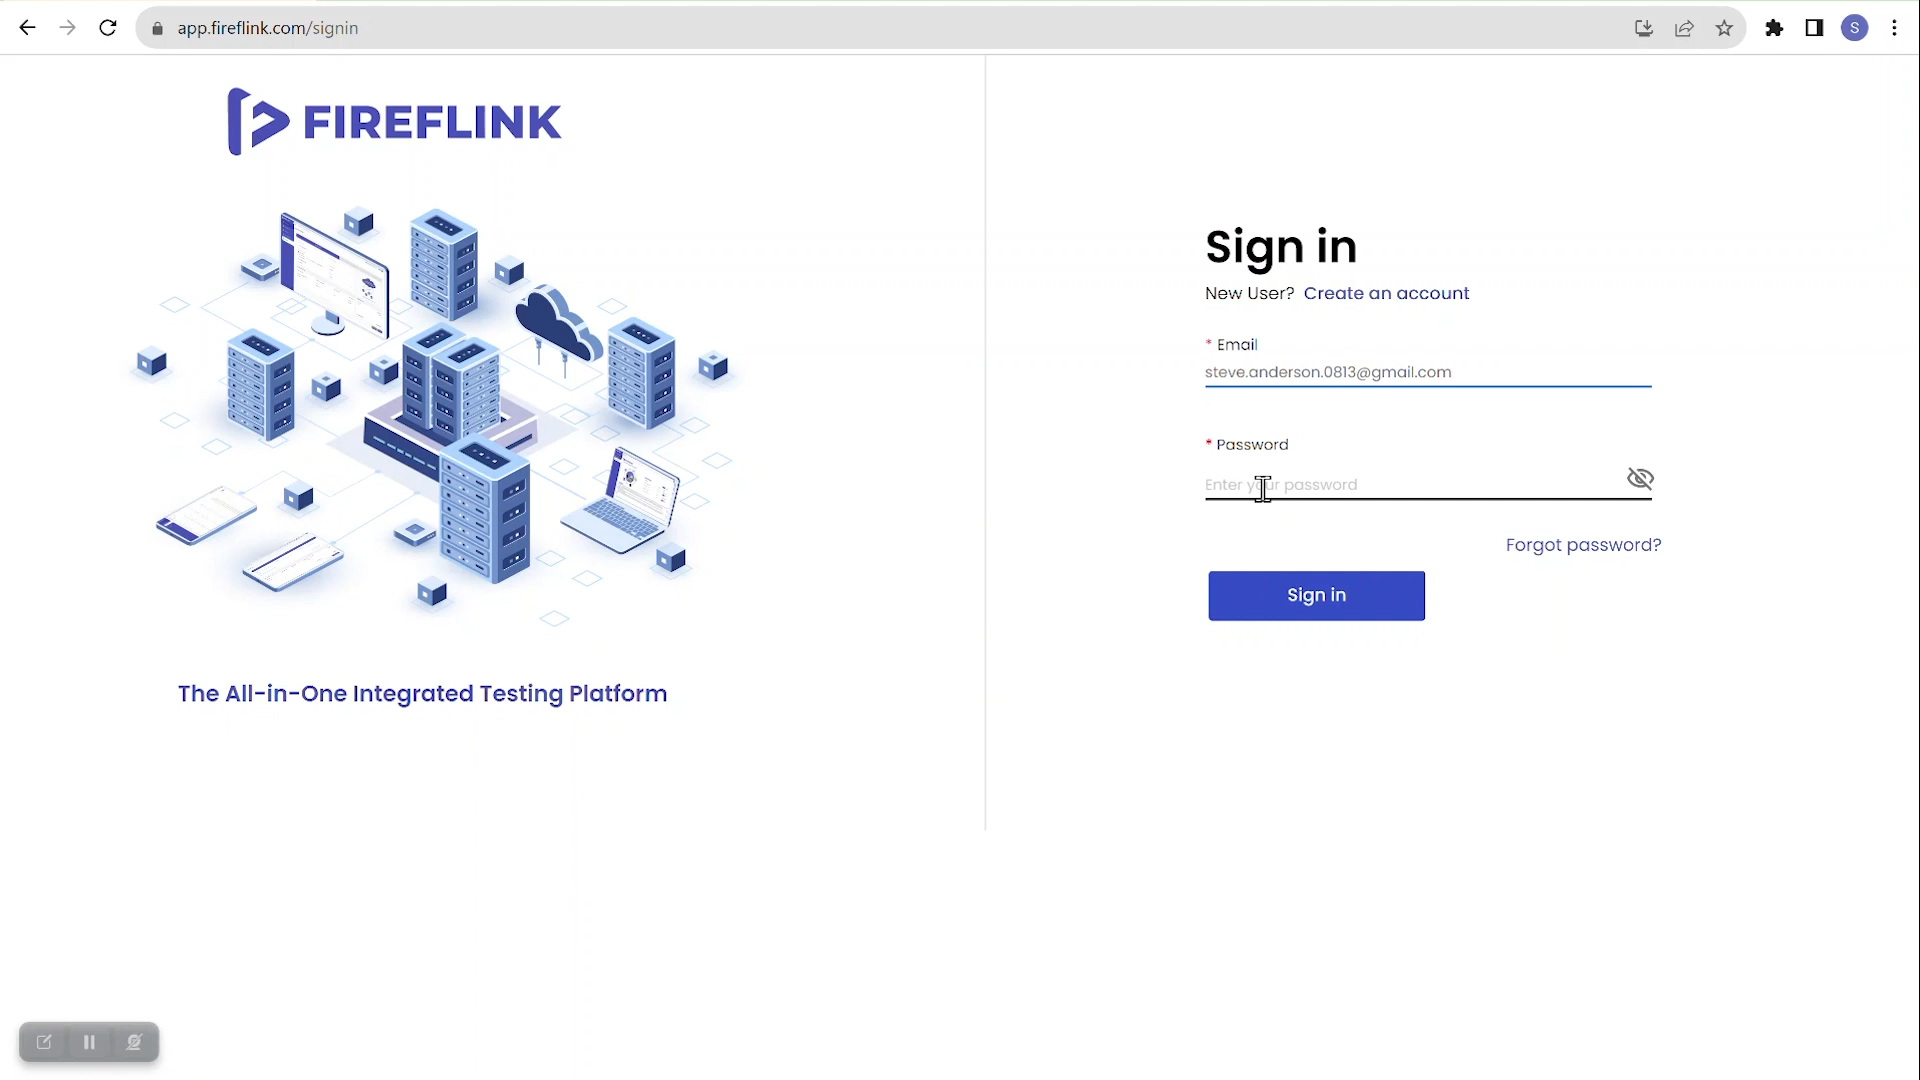 app.fireflink.com/signin
S
FIREFLINK
The All-in-One Integrated Testing Platform
Sign in
New User? Create an account
* Email
steve.anderson.0813@gmail.com
* Password
Enter your password
Forgot password?
Sign in